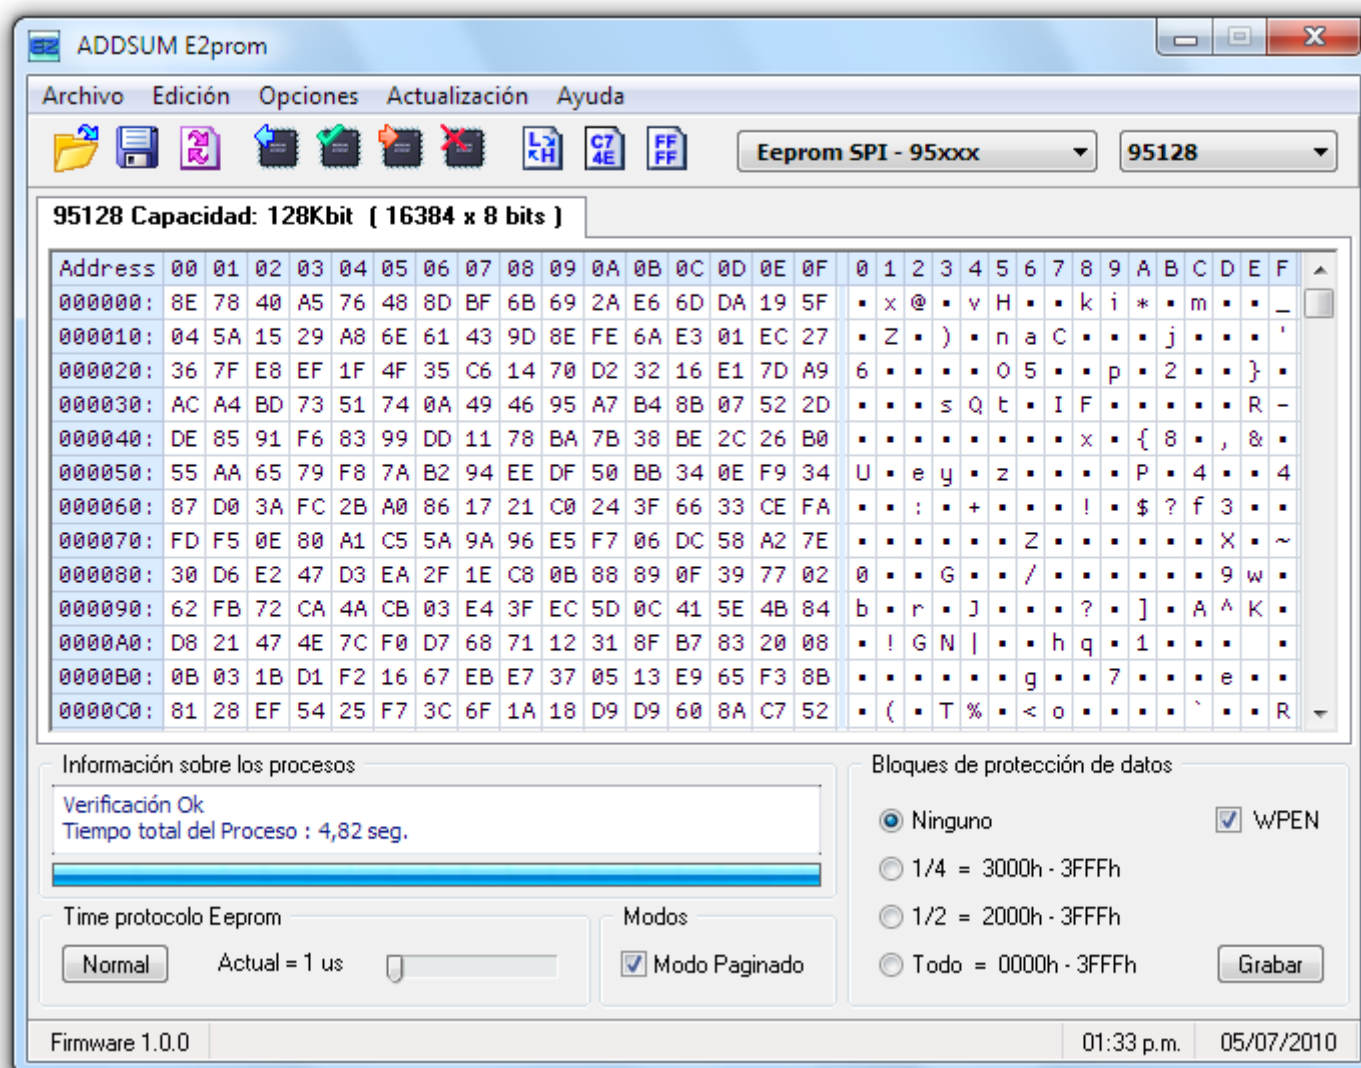 ADDSUM E2prom
Archivo Edición Opciones Actualización Ayuda
L H C7 4E FF FF Eeprom SPI - 95xxx 95128
95128 Capacidad: 128Kbit ( 16384 x 8 bits )
Address 00 01 02 03 04 05 06 07 08 09 0A 0B 0C 0D 0E 0F 0 1 2 3 4 5 6 7 8 9 A B C D E F
000000: 8E 78 40 A5 76 48 8D BF 6B 69 2A E6 6D DA 19 5F ▪ x @ ▪ v H ▪ ▪ k i * ▪ m ▪ ▪ _
000010: 04 5A 15 29 A8 6E 61 43 9D 8E FE 6A E3 01 EC 27 ▪ Z ▪ ) ▪ n a C ▪ ▪ ▪ j ▪ ▪ ▪ '
000020: 36 7F E8 EF 1F 4F 35 C6 14 70 D2 32 16 E1 7D A9 6 ▪ ▪ ▪ ▪ O 5 ▪ ▪ p ▪ 2 ▪ ▪ } ▪
000030: AC A4 BD 73 51 74 0A 49 46 95 A7 B4 8B 07 52 2D ▪ ▪ ▪ s Q t ▪ I F ▪ ▪ ▪ ▪ ▪ R -
000040: DE 85 91 F6 83 99 DD 11 78 BA 7B 38 BE 2C 26 B0 ▪ ▪ ▪ ▪ ▪ ▪ ▪ ▪ x ▪ { 8 ▪ , & ▪
000050: 55 AA 65 79 F8 7A B2 94 EE DF 50 BB 34 0E F9 34 U ▪ e y ▪ z ▪ ▪ ▪ ▪ P ▪ 4 ▪ ▪ 4
000060: 87 D0 3A FC 2B A0 86 17 21 C0 24 3F 66 33 CE FA ▪ ▪ : ▪ + ▪ ▪ ▪ ! ▪ $ ? f 3 ▪ ▪
000070: FD F5 0E 80 A1 C5 5A 9A 96 E5 F7 06 DC 58 A2 7E ▪ ▪ ▪ ▪ ▪ ▪ Z ▪ ▪ ▪ ▪ ▪ ▪ X ▪ ~
000080: 30 D6 E2 47 D3 EA 2F 1E C8 0B 88 89 0F 39 77 02 0 ▪ ▪ G ▪ ▪ / ▪ ▪ ▪ ▪ ▪ ▪ 9 w ▪
000090: 62 FB 72 CA 4A CB 03 E4 3F EC 5D 0C 41 5E 4B 84 b ▪ r ▪ J ▪ ▪ ▪ ? ▪ ] ▪ A ^ K ▪
0000A0: D8 21 47 4E 7C F0 D7 68 71 12 31 8F B7 83 20 08 ▪ ! G N | ▪ ▪ h q ▪ 1 ▪ ▪ ▪ ▪
0000B0: 0B 03 1B D1 F2 16 67 EB E7 37 05 13 E9 65 F3 8B ▪ ▪ ▪ ▪ ▪ ▪ g ▪ ▪ 7 ▪ ▪ ▪ e ▪ ▪
0000C0: 81 28 EF 54 25 F7 3C 6F 1A 18 D9 D9 60 8A C7 52 ▪ ( ▪ T % ▪ < o ▪ ▪ ▪ ▪ ` ▪ ▪ R
Información sobre los procesos
Verificación Ok
Tiempo total del Proceso : 4,82 seg.
Time protocolo Eeprom
Normal Actual = 1 us
Modos
Modo Paginado
Bloques de protección de datos
Ninguno WPEN
1/4 = 3000h - 3FFFh
1/2 = 2000h - 3FFFh
Todo = 0000h - 3FFFh Grabar
Firmware 1.0.0 01:33 p.m. 05/07/2010